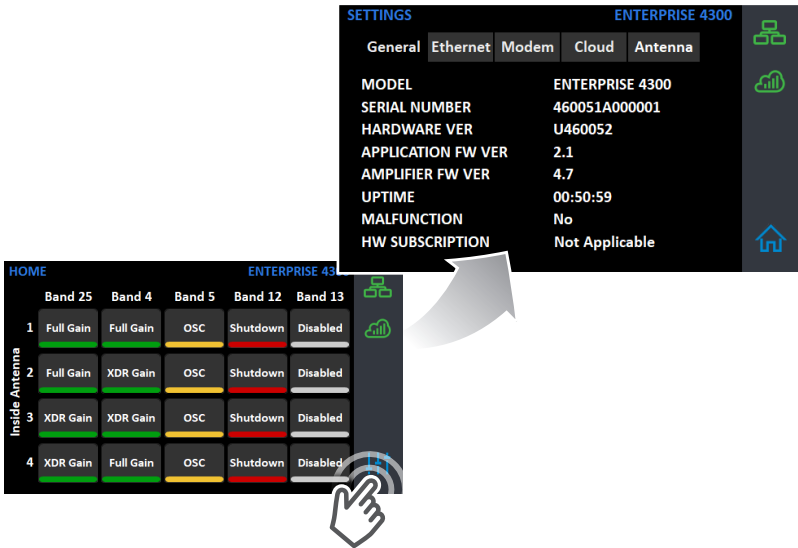 SETTINGS ENTERPRISE 4300
General Ethernet Modem Cloud Antenna
MODEL ENTERPRISE 4300
SERIAL NUMBER 460051A000001
HARDWARE VER U460052
APPLICATION FW VER 2.1
AMPLIFIER FW VER 4.7
UPTIME 00:50:59
MALFUNCTION No
HW SUBSCRIPTION Not Applicable
HOME ENTERPRISE 43
Band 25 Band 4 Band 5 Band 12 Band 13
Inside Antenna
1 Full Gain Full Gain OSC Shutdown Disabled
2 Full Gain XDR Gain OSC Shutdown Disabled
3 XDR Gain XDR Gain OSC Shutdown Disabled
4 XDR Gain Full Gain OSC Shutdown Disabled